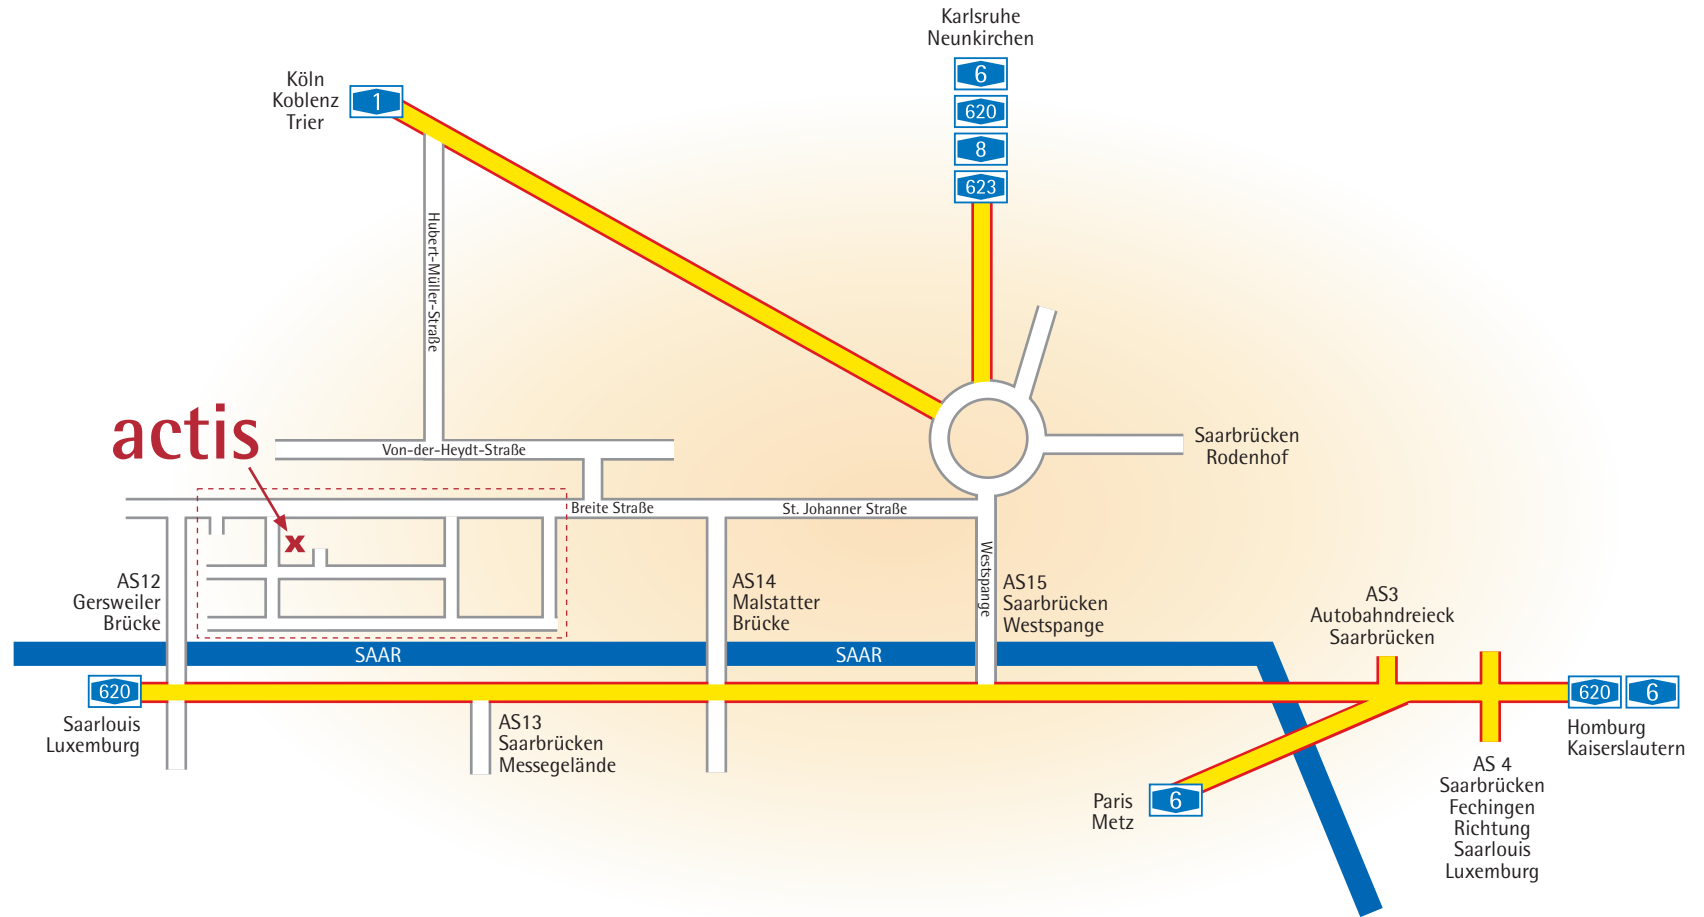 Karlsruhe
Neunkirchen
6
620
8
623
Köln
Koblenz
Trier
1
Hubert-Müller-Straße
actis
x
Von-der-Heydt-Straße
Saarbrücken
Rodenhof
Breite Straße
St. Johanner Straße
Westspange
AS12
Gersweiler
Brücke
AS14
Malstatter
Brücke
AS15
Saarbrücken
Westspange
AS3
Autobahndreieck
Saarbrücken
SAAR
SAAR
620
Saarlouis
Luxemburg
AS13
Saarbrücken
Messegelände
620
6
Homburg
Kaiserslautern
Paris
Metz
6
AS 4
Saarbrücken
Fechingen
Richtung
Saarlouis
Luxemburg